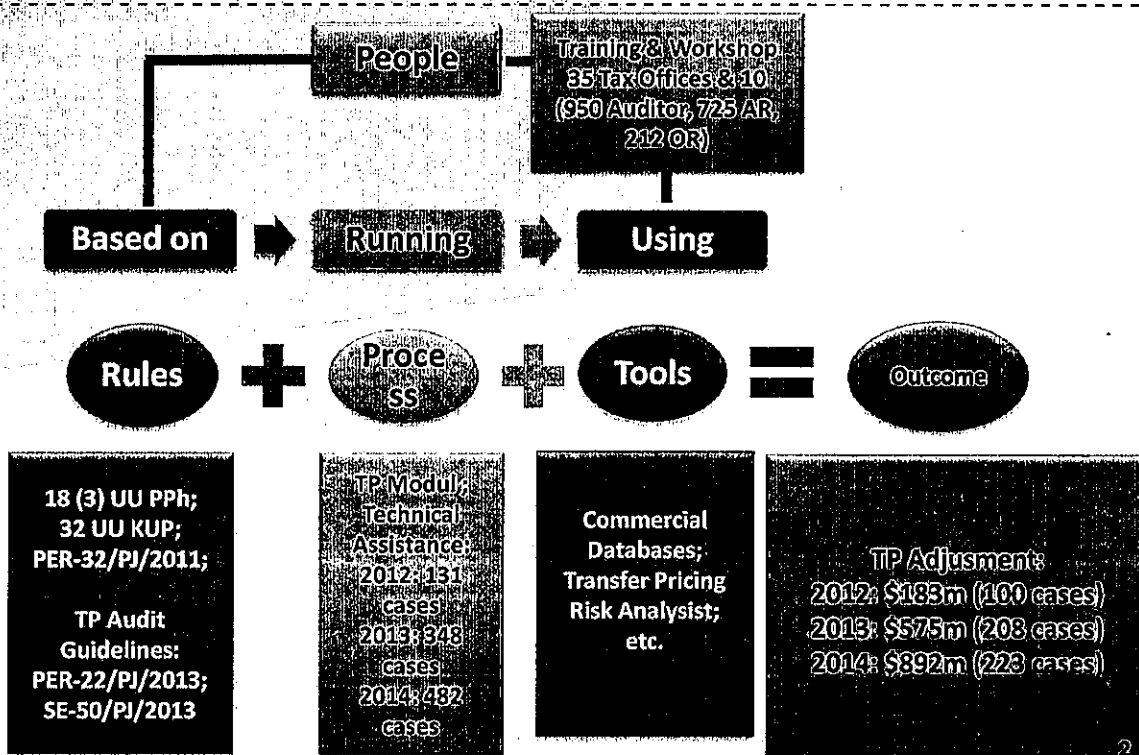 People
Training & Workshop
35 Tax Offices & 10
(950 Auditor, 725 AR,
212 OR)
Based on
Running
Using
Rules
Proce
ss
Tools
Outcome
18 (3) UU PPh;
32 UU KUP;
PER-32/PJ/2011;
TP Audit
Guidelines:
PER-22/PJ/2013;
SE-50/PJ/2013
TP Modul;
Technical
Assistance:
2012: 131
cases
2013: 348
cases
2014: 482
cases
Commercial
Databases;
Transfer Pricing
Risk Analysist;
etc.
TP Adjusment:
2012: $183m (100 cases)
2013: $575m (208 cases)
2014: $892m (223 cases)
2